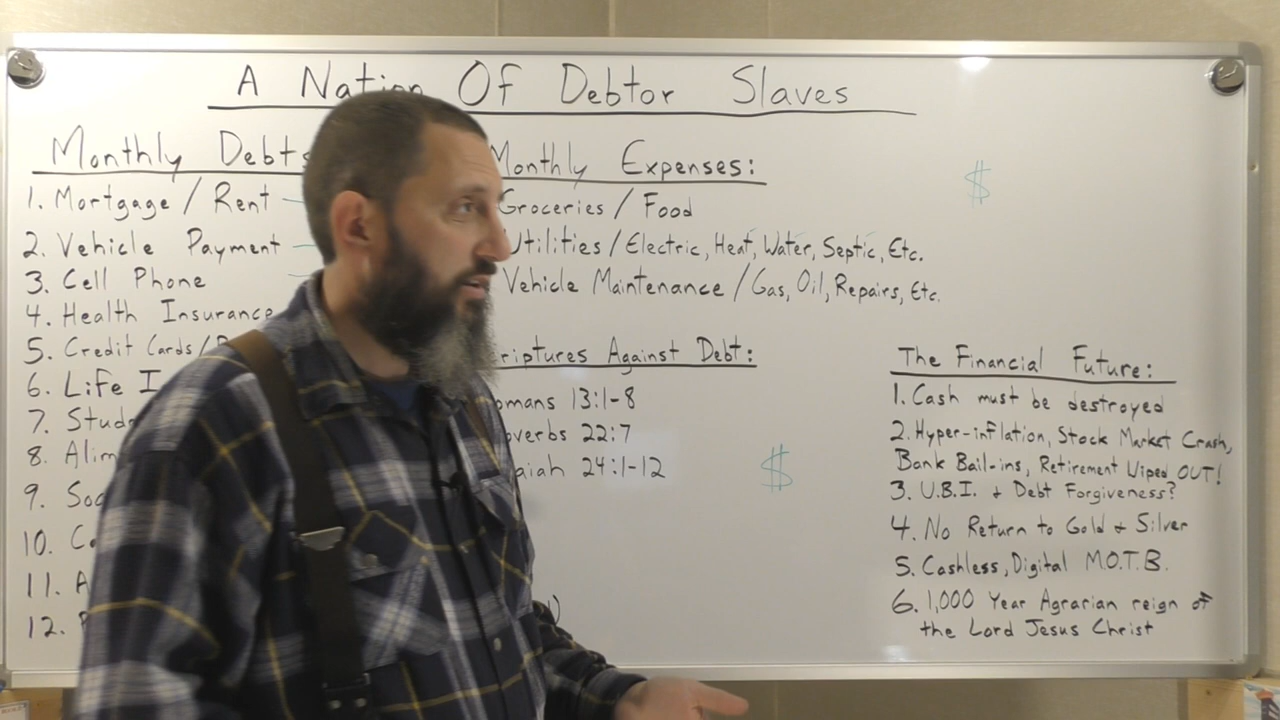 A Nation Of Debtor Slaves
Monthly Debts
1. Mortgage / Rent
2. Vehicle Payment
3. Cell Phone
4. Health Insurance
5. Credit Cards /
6. Life
7.
8.
9.
10.
11.
12.
Monthly Expenses:
Groceries / Food
Utilities / Electric, Heat, Water, Septic, Etc.
Vehicle Maintenance / Gas, Oil, Repairs, Etc.
riptures Against Debt:
omans 13:1-8
verbs 22:7
aiah 24:1-12
$
$
The Financial Future:
1. Cash must be destroyed
2. Hyper-inflation, Stock Market Crash,
Bank Bail-ins, Retirement Wiped OUT!
3. U.B.I. + Debt Forgiveness?
4. No Return to Gold + Silver
5. Cashless, Digital M.O.T.B.
6. 1,000 Year Agrarian reign of
the Lord Jesus Christ